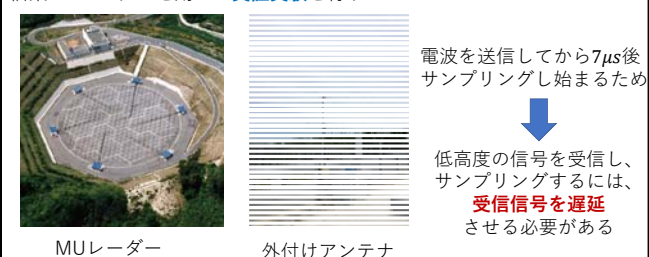 電波を送信してから7μs後
サンプリングし始まるため
低高度の信号を受信し、
サンプリングするには、
受信信号を遅延
させる必要がある
MUレーダー
外付けアンテナ